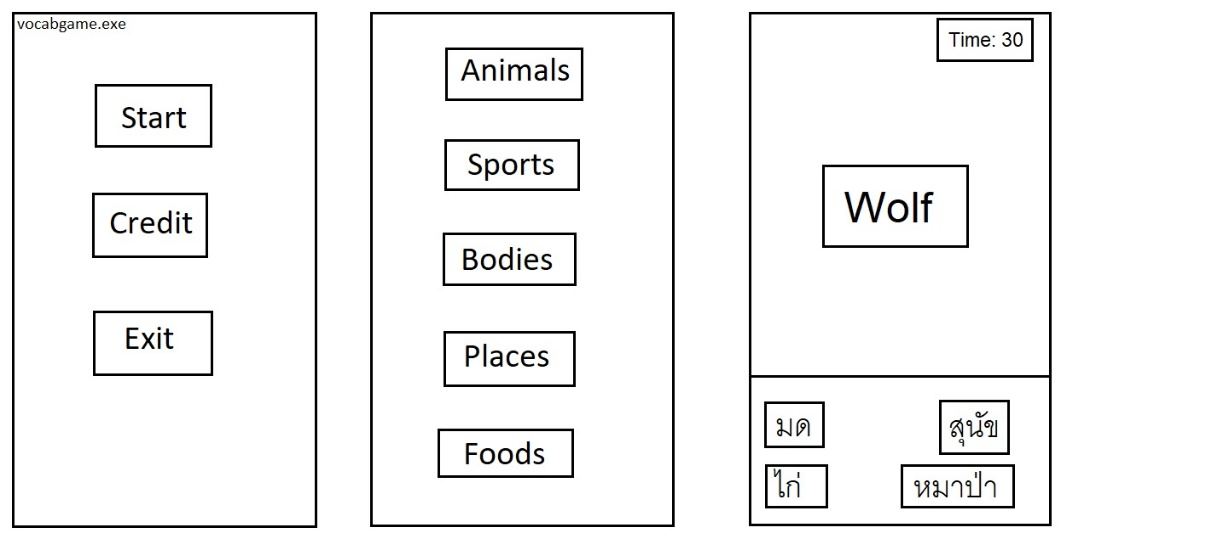 vocabgame.exe
Start
Credit
Exit
Animals
Sports
Bodies
Places
Foods
Time: 30
Wolf
มด
สุนัข
ไก่
หมาป่า